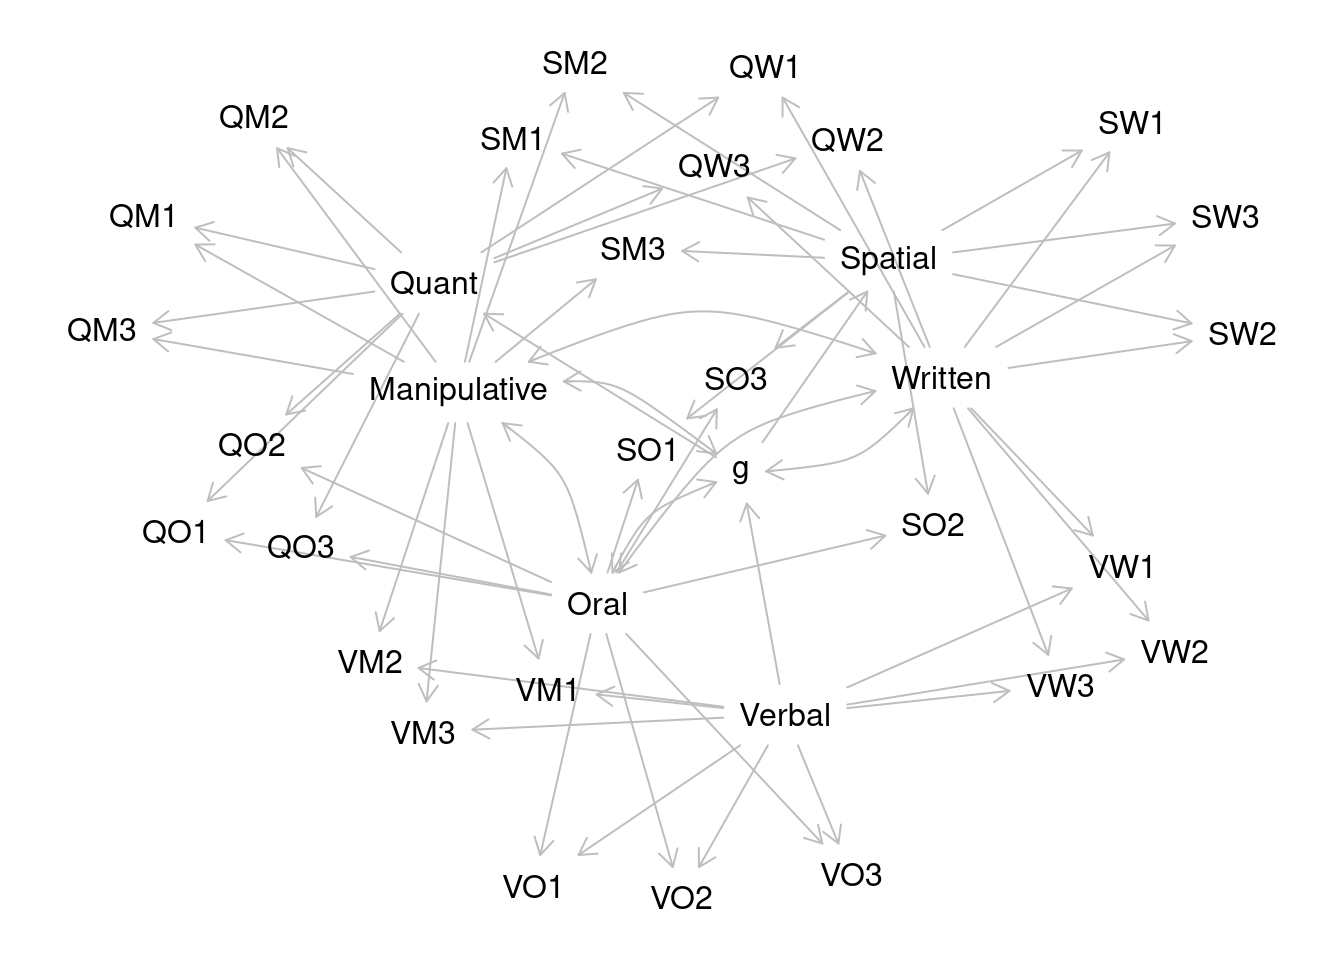 SM2
QW1
QM2
SM1
QW2
SW1
QW3
QM1
SW3
SM3
Spatial
Quant
QM3
SW2
Manipulative
SO3
Written
QO2
SO1
g
QO1
QO3
SO2
VW1
Oral
VM2
VM1
VW2
VW3
VM3
Verbal
VO1
VO2
VO3